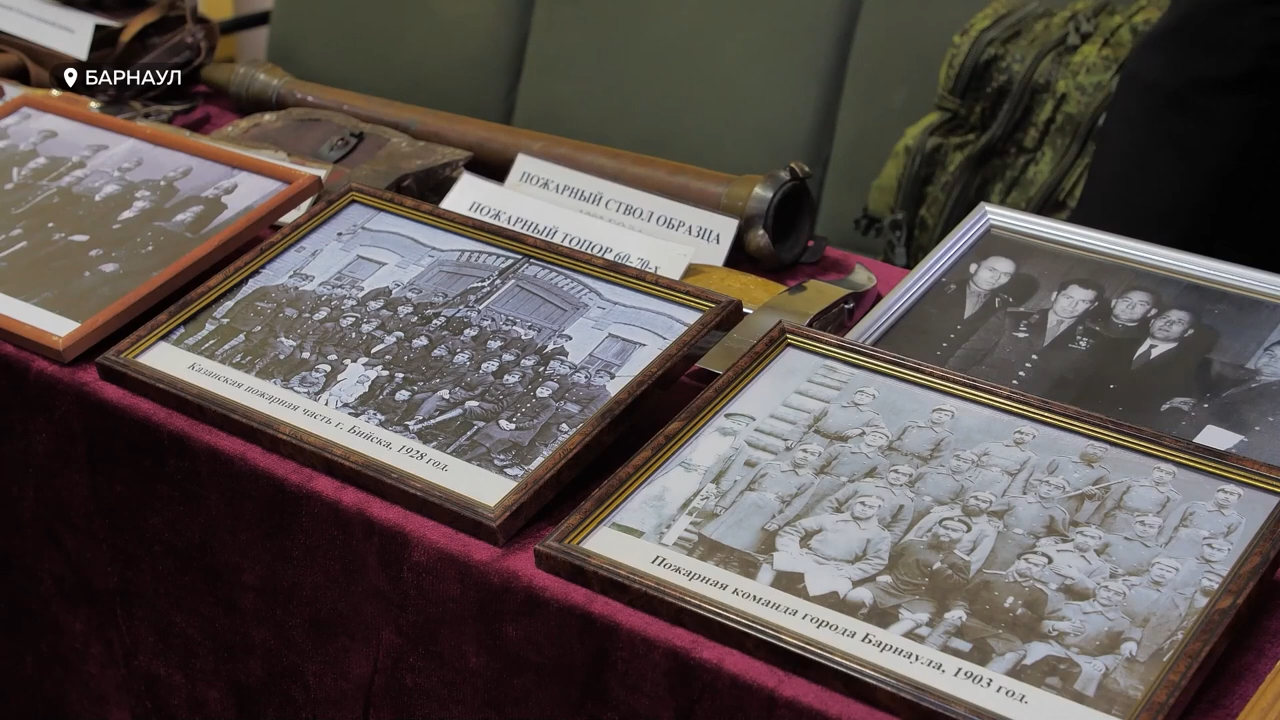 БАРНАУЛ
ПОЖАРНЫЙ СТВОЛ ОБРАЗЦА
ПОЖАРНЫЙ ТОПОР 60-70-х
Казанская пожарная часть г. Бийска, 1928 год.
Пожарная команда города Барнаула, 1903 год.